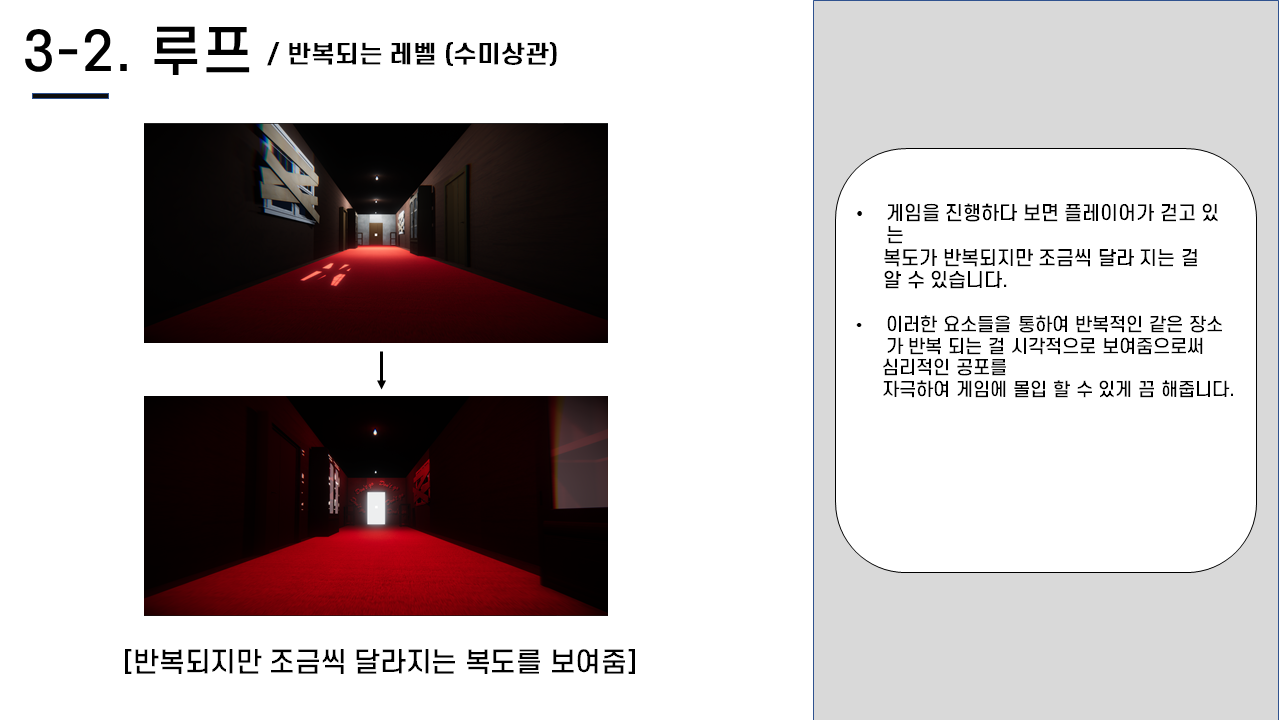 3-2. 루프 / 반복되는 레벨 (수미상관)
[반복되지만 조금씩 달라지는 복도를 보여줌]
• 게임을 진행하다 보면 플레이어가 걷고 있
는
복도가 반복되지만 조금씩 달라 지는 걸
알 수 있습니다.
• 이러한 요소들을 통하여 반복적인 같은 장소
가 반복 되는 걸 시각적으로 보여줌으로써
심리적인 공포를
자극하여 게임에 몰입 할 수 있게 끔 해줍니다.